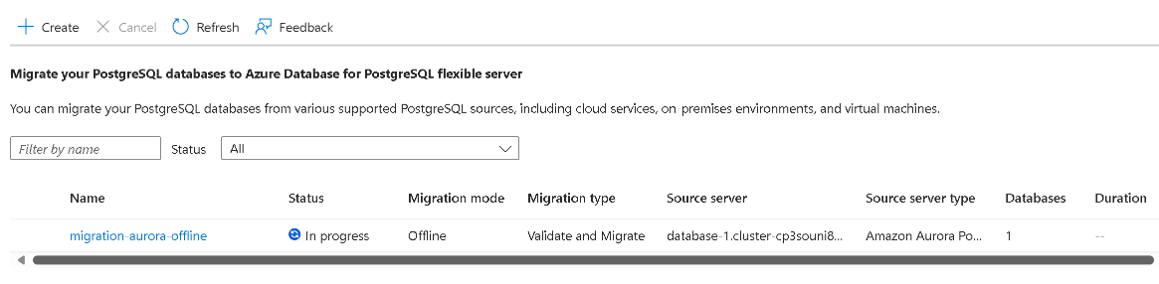 Create Cancel Refresh Feedback
Migrate your PostgreSQL databases to Azure Database for PostgreSQL flexible server
You can migrate your PostgreSQL databases from various supported PostgreSQL sources, including cloud services, on-premises environments, and virtual machines.
Filter by name Status All
Name Status Migration mode Migration type Source server Source server type Databases Duration
migration-aurora-offline In progress Offline Validate and Migrate database-1.cluster-cp3souni8... Amazon Aurora Po... 1 --